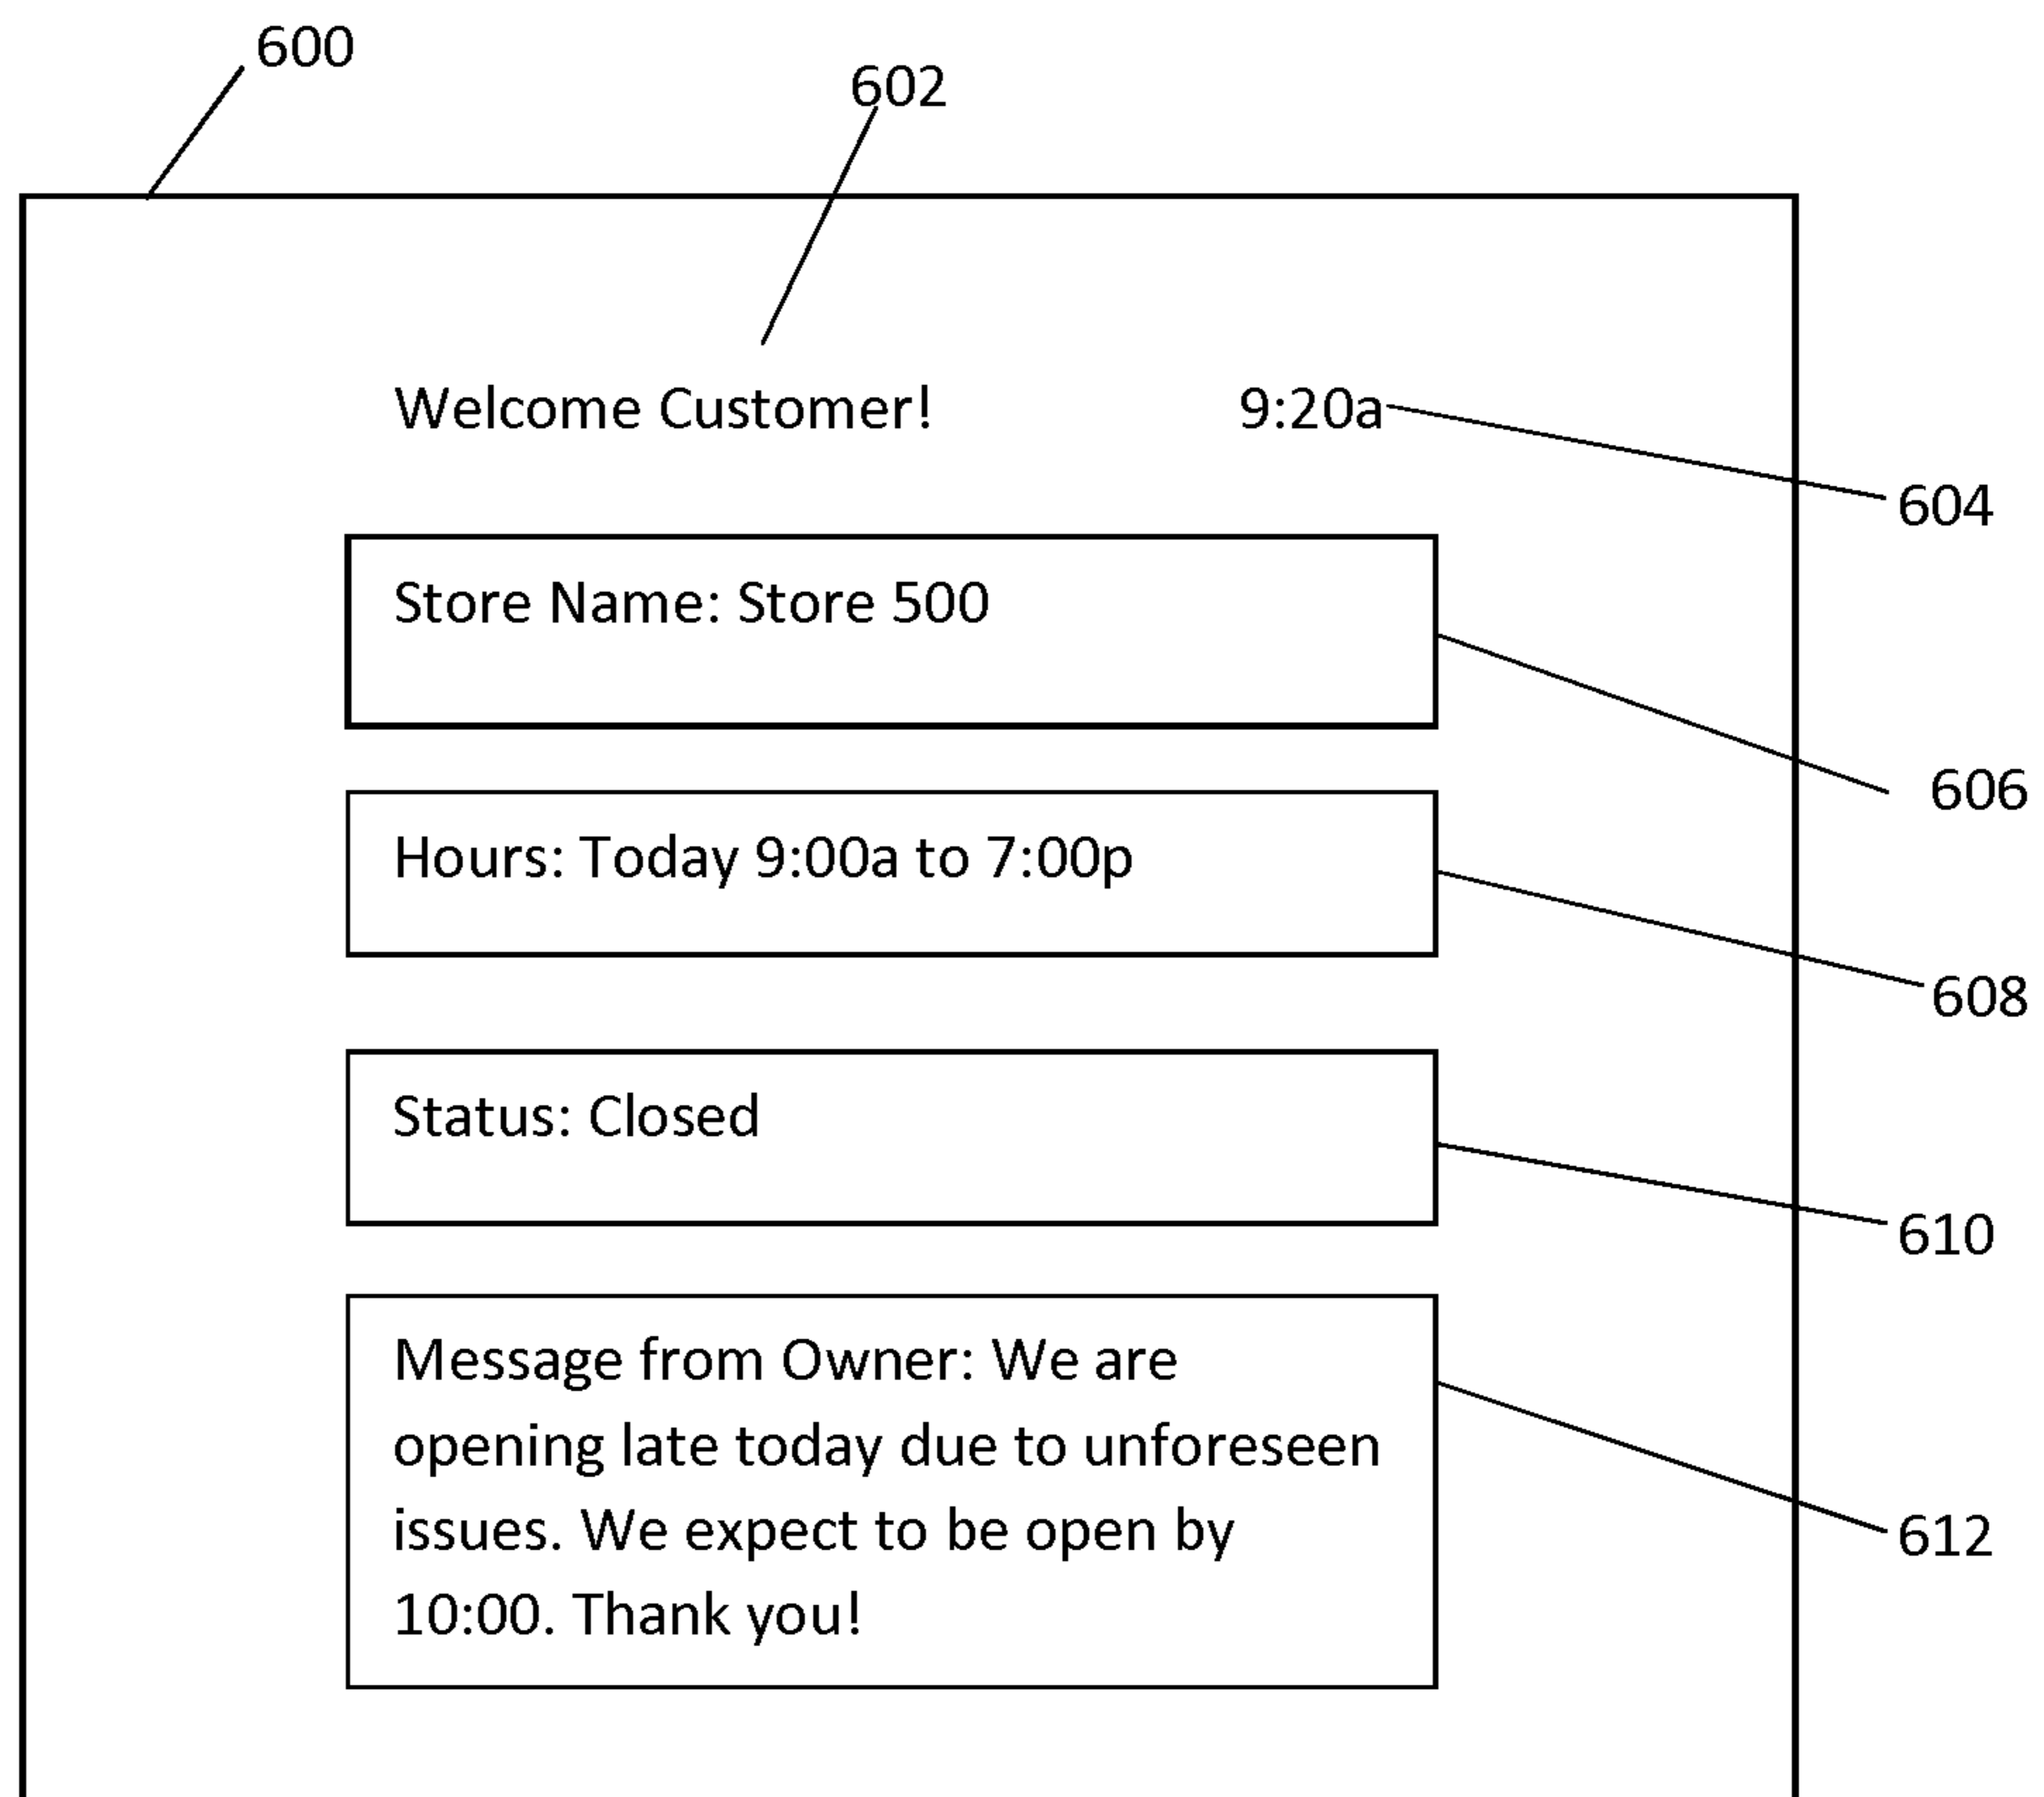 600
602
Welcome Customer! 9:20a
604
Store Name: Store 500
606
Hours: Today 9:00a to 7:00p
608
Status: Closed
610
Message from Owner: We are
opening late today due to unforeseen
issues. We expect to be open by
10:00. Thank you!
612